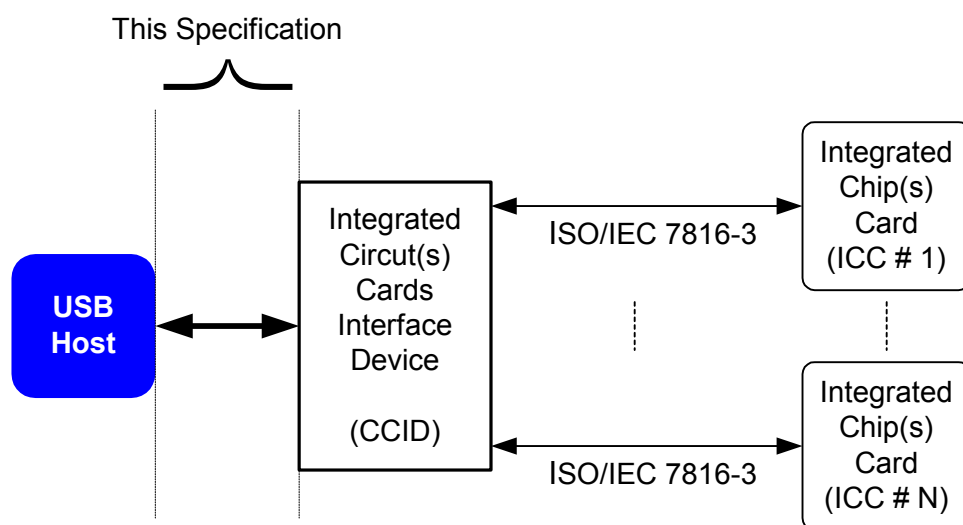 This Specification
USB
Host
Integrated
Circut(s)
Cards
Interface
Device
(CCID)
ISO/IEC 7816-3
Integrated
Chip(s)
Card
(ICC # 1)
ISO/IEC 7816-3
Integrated
Chip(s)
Card
(ICC # N)